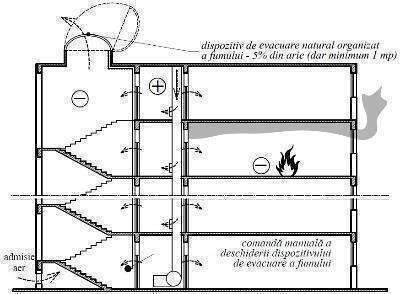 dispozitiv de evacuare natural organizat
a fumului - 5% din arie (dar minimum 1 mp)
comandă manuală a
deschiderii dispozitivului
de evacuare a fumului
admisie
aer